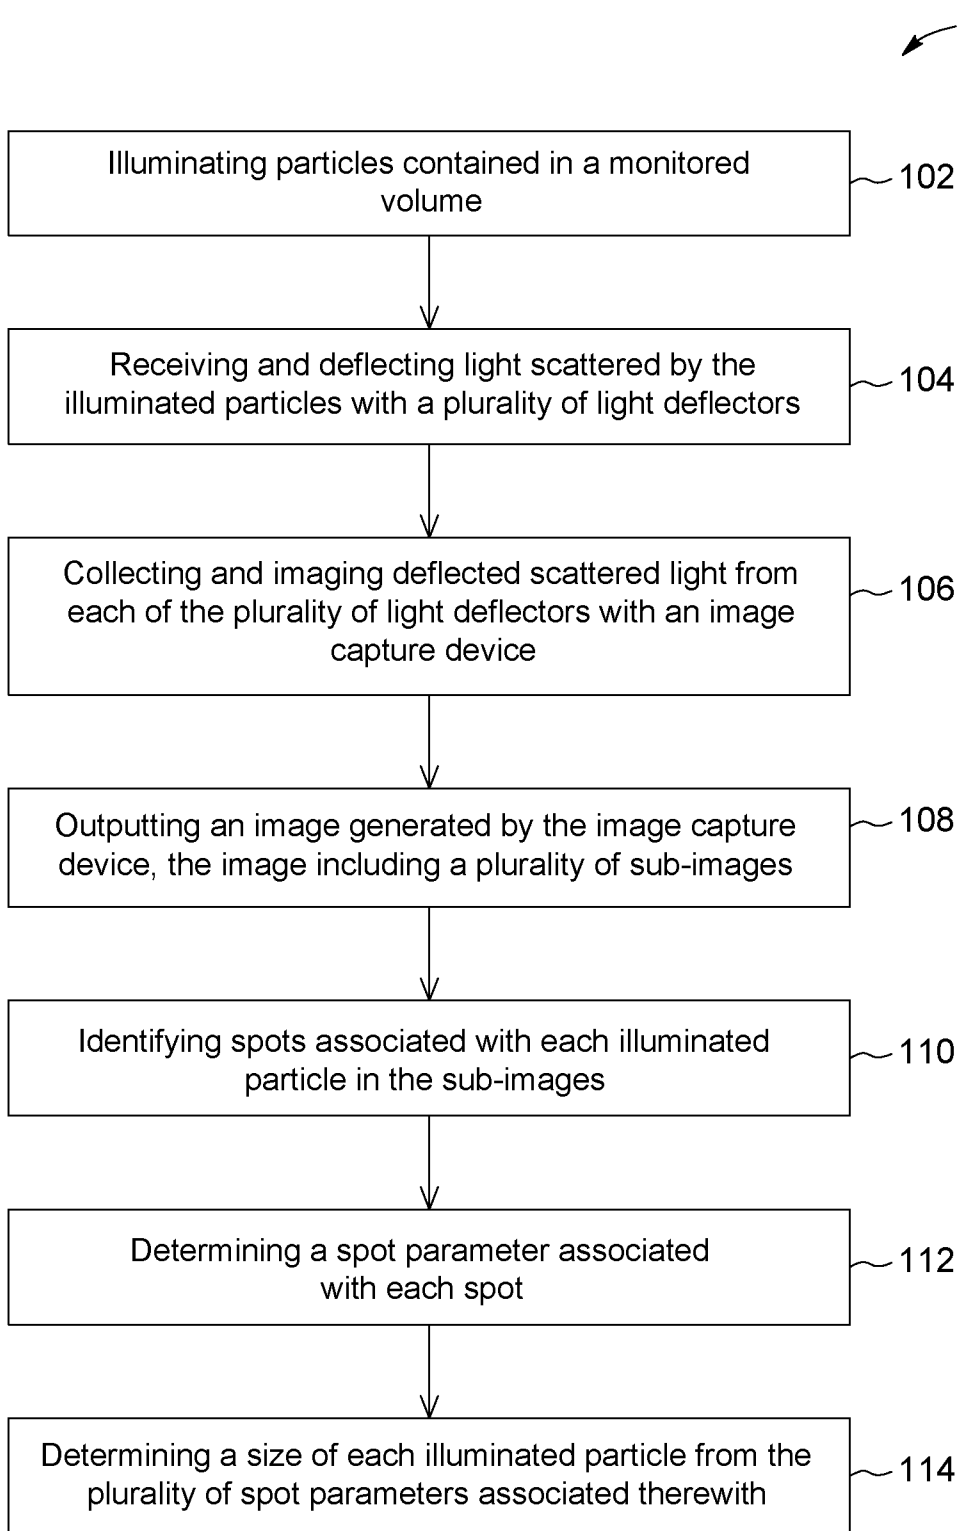 Illuminating particles contained in a monitored
volume
102
Receiving and deflecting light scattered by the
illuminated particles with a plurality of light deflectors
104
Collecting and imaging deflected scattered light from
each of the plurality of light deflectors with an image
capture device
106
Outputting an image generated by the image capture
device, the image including a plurality of sub-images
108
Identifying spots associated with each illuminated
particle in the sub-images
110
Determining a spot parameter associated
with each spot
112
Determining a size of each illuminated particle from the
plurality of spot parameters associated therewith
114